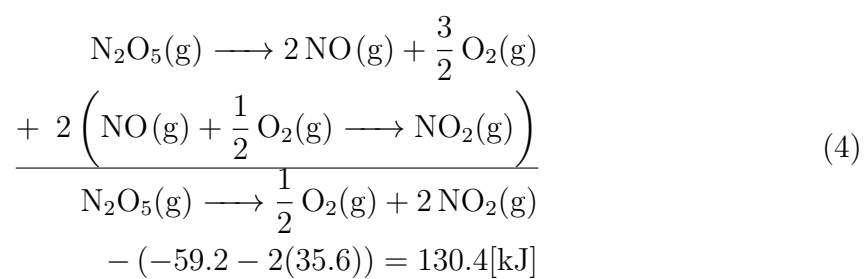 N₂O₅(g) ⟶ 2 NO(g) + 3/2 O₂(g)
+ 2 (NO(g) + 1/2 O₂(g) ⟶ NO₂(g))
(4)
N₂O₅(g) ⟶ 1/2 O₂(g) + 2 NO₂(g)
− (−59.2 − 2(35.6)) = 130.4[kJ]